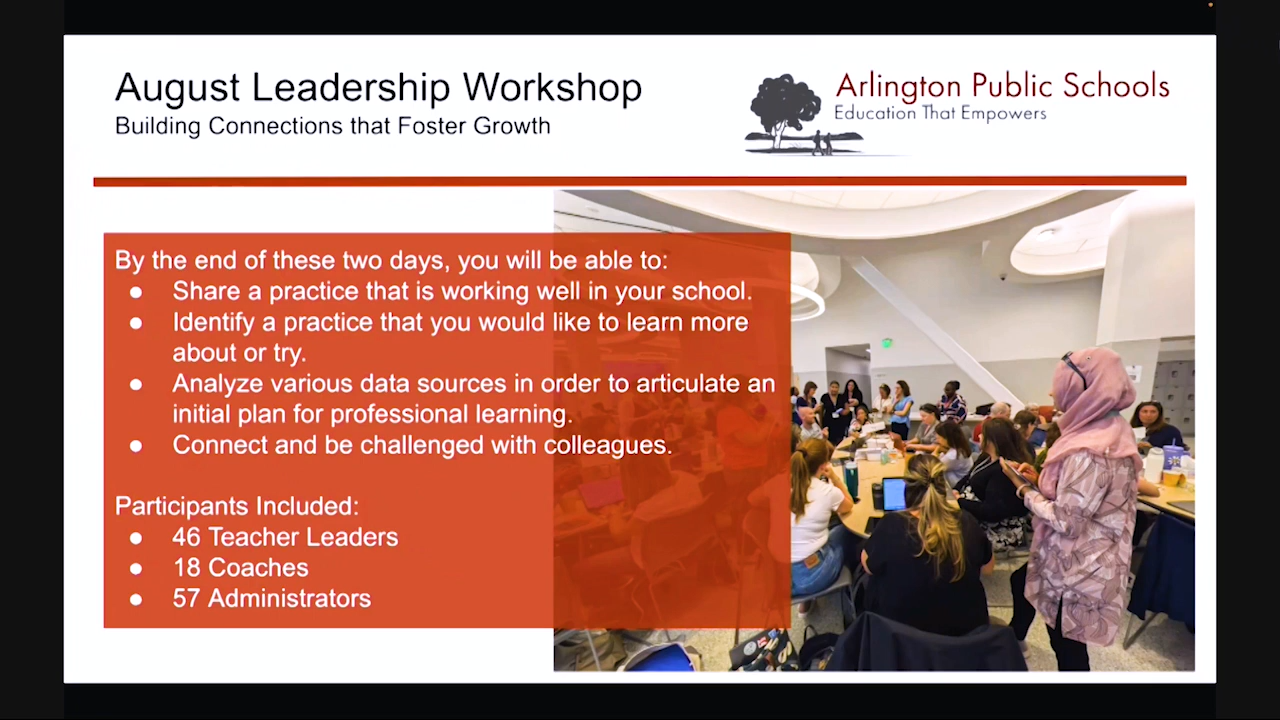 August Leadership Workshop
Building Connections that Foster Growth
Arlington Public Schools
Education That Empowers
By the end of these two days, you will be able to:
● Share a practice that is working well in your school.
● Identify a practice that you would like to learn more
about or try.
● Analyze various data sources in order to articulate an
initial plan for professional learning.
● Connect and be challenged with colleagues.
Participants Included:
● 46 Teacher Leaders
● 18 Coaches
● 57 Administrators